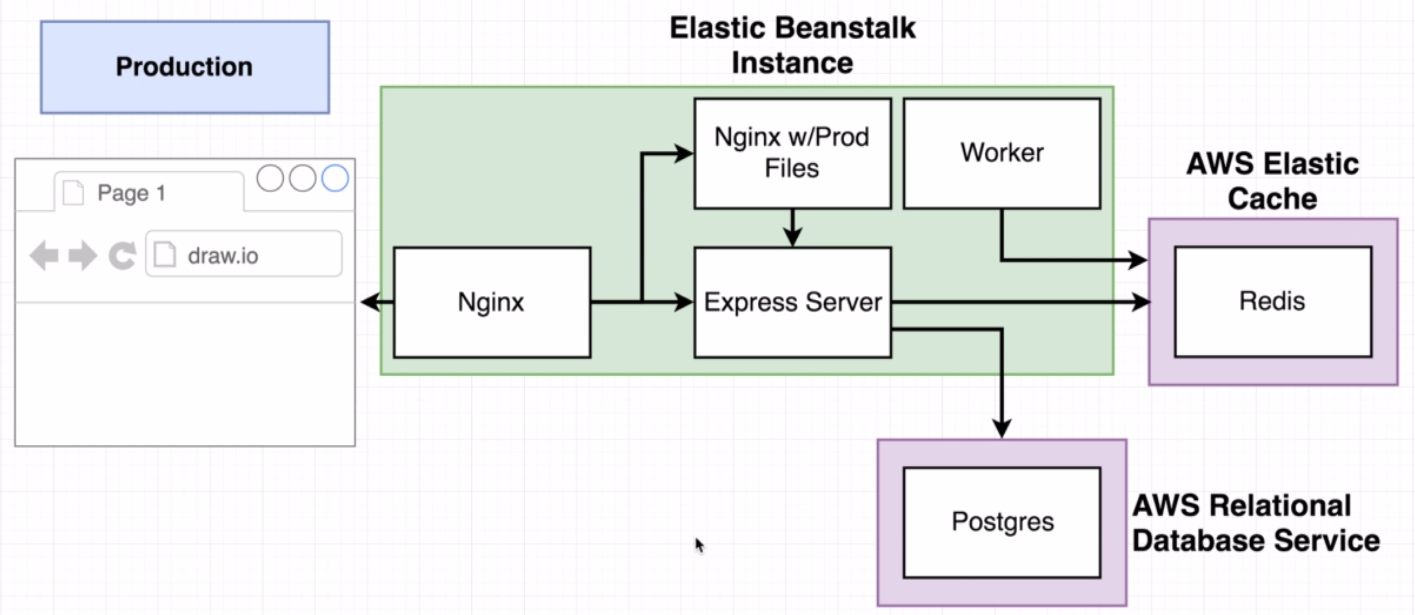 Production
Elastic Beanstalk
Instance
Page 1
draw.io
Nginx
Nginx w/Prod
Files
Worker
Express Server
AWS Elastic
Cache
Redis
Postgres
AWS Relational
Database Service